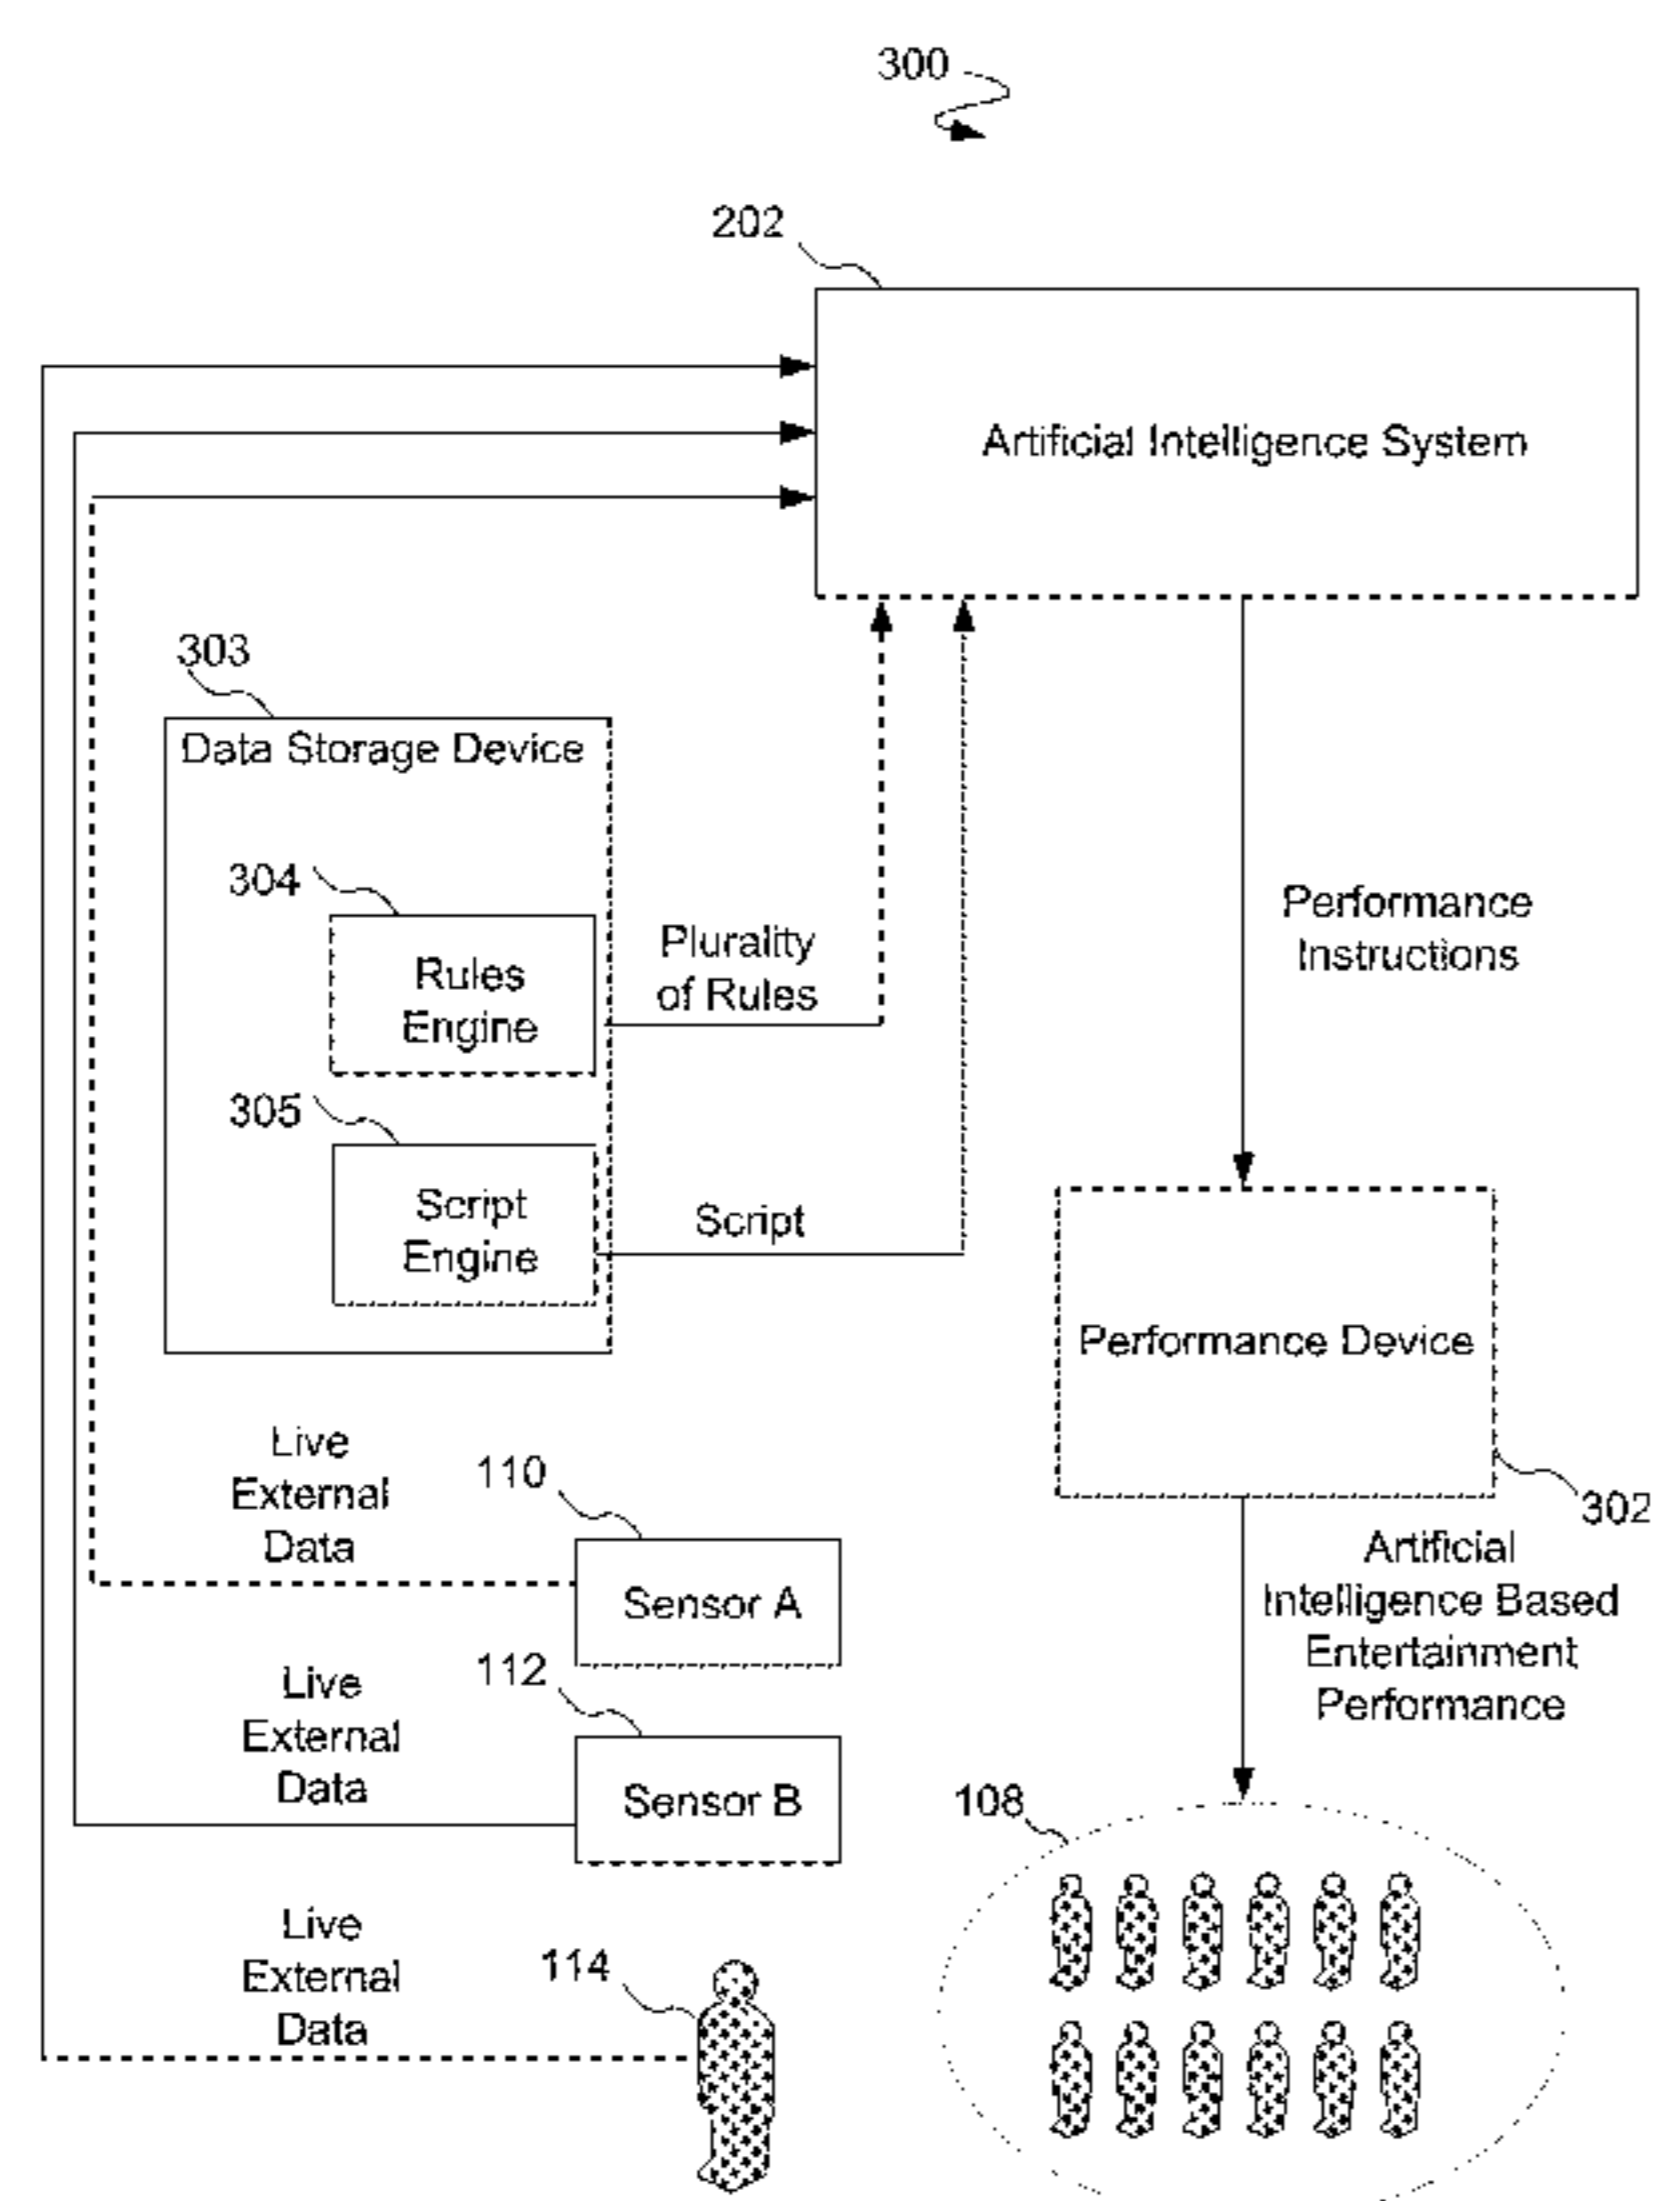 300
202
Artificial Intelligence System
303
Data Storage Device
304
Rules
Engine
Plurality
of Rules
305
Script
Engine
Script
Performance
Instructions
Performance Device
302
Live
External
Data
110
Sensor A
Artificial
Intelligence Based
Entertainment
Performance
Live
External
Data
112
Sensor B
108
Live
External
Data
114